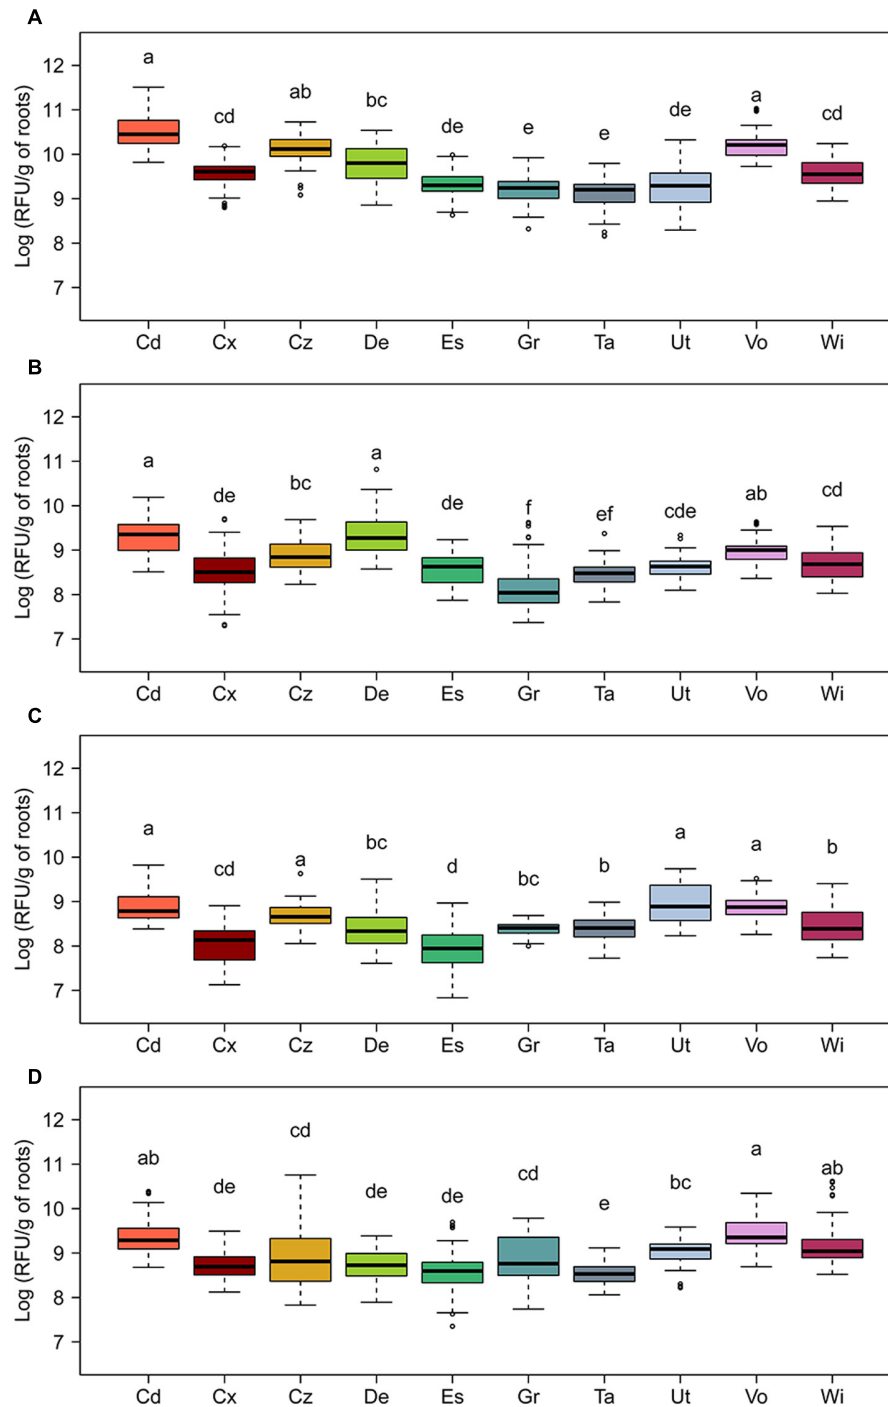 A
Log (RFU/g of roots)
12
11
10
9
8
7
a
cd
ab
bc
de
e
e
de
a
cd
Cd Cx Cz De Es Gr Ta Ut Vo Wi
B
Log (RFU/g of roots)
12
11
10
9
8
7
a
de
bc
a
de
f
ef
cde
ab
cd
Cd Cx Cz De Es Gr Ta Ut Vo Wi
C
Log (RFU/g of roots)
12
11
10
9
8
7
a
cd
a
bc
d
bc
b
a
a
b
Cd Cx Cz De Es Gr Ta Ut Vo Wi
D
Log (RFU/g of roots)
12
11
10
9
8
7
ab
de
cd
de
de
cd
e
bc
a
ab
Cd Cx Cz De Es Gr Ta Ut Vo Wi